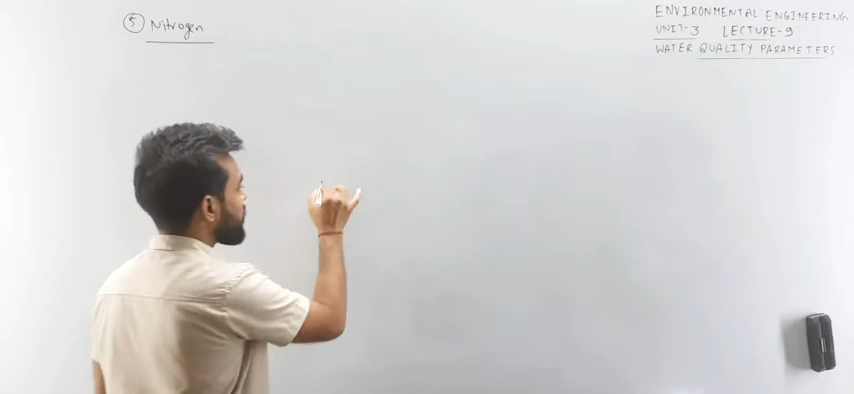 ⑤ Nitrogen
ENVIRONMENTAL ENGINEERING
UNIT-3 LECTURE-9
WATER QUALITY PARAMETERS